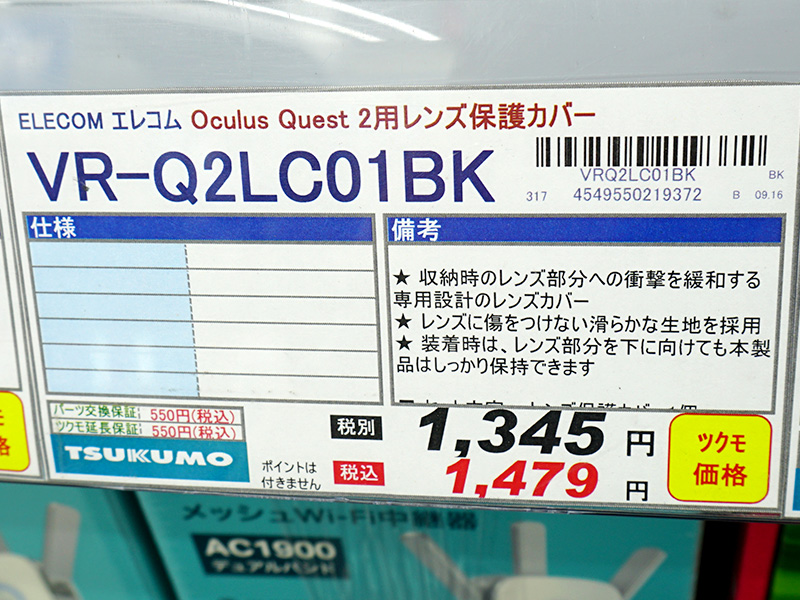 ELECOM エレコム Oculus Quest 2用レンズ保護カバー
VR-Q2LC01BK
VRQ2LC01BK BK
317 4549550219372 B 09.16
仕様
備考
★ 収納時のレンズ部分への衝撃を緩和する
専用設計のレンズカバー
★ レンズに傷をつけない滑らかな生地を採用
★ 装着時は、レンズ部分を下に向けても本製
品はしっかり保持できます
パーツ交換保証: 550円(税込)
ツクモ延長保証: 550円(税込)
TSUKUMO
ポイントは
付きません
税別 1,345 円
税込 1,479 円
ツクモ
価格
メッシュWi-Fi中継器
AC1900
デュアルバンド